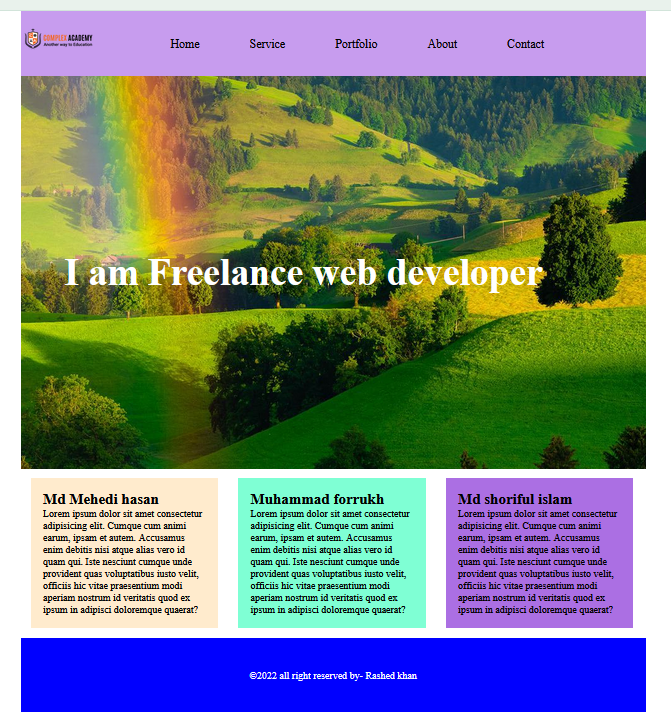 COMPLEX ACADEMY
Another way to Education
Home Service Portfolio About Contact
I am Freelance web developer
Md Mehedi hasan
Lorem ipsum dolor sit amet consectetur
adipisicing elit. Cumque cum animi
earum, ipsam et autem. Accusamus
enim debitis nisi atque alias vero id
quam qui. Iste nesciunt cumque unde
provident quas voluptatibus iusto velit,
officiis hic vitae praesentium modi
aperiam nostrum id veritatis quod ex
ipsum in adipisci doloremque quaerat?
Muhammad forrukh
Lorem ipsum dolor sit amet consectetur
adipisicing elit. Cumque cum animi
earum, ipsam et autem. Accusamus
enim debitis nisi atque alias vero id
quam qui. Iste nesciunt cumque unde
provident quas voluptatibus iusto velit,
officiis hic vitae praesentium modi
aperiam nostrum id veritatis quod ex
ipsum in adipisci doloremque quaerat?
Md shoriful islam
Lorem ipsum dolor sit amet consectetur
adipisicing elit. Cumque cum animi
earum, ipsam et autem. Accusamus
enim debitis nisi atque alias vero id
quam qui. Iste nesciunt cumque unde
provident quas voluptatibus iusto velit,
officiis hic vitae praesentium modi
aperiam nostrum id veritatis quod ex
ipsum in adipisci doloremque quaerat?
©2022 all right reserved by- Rashed khan